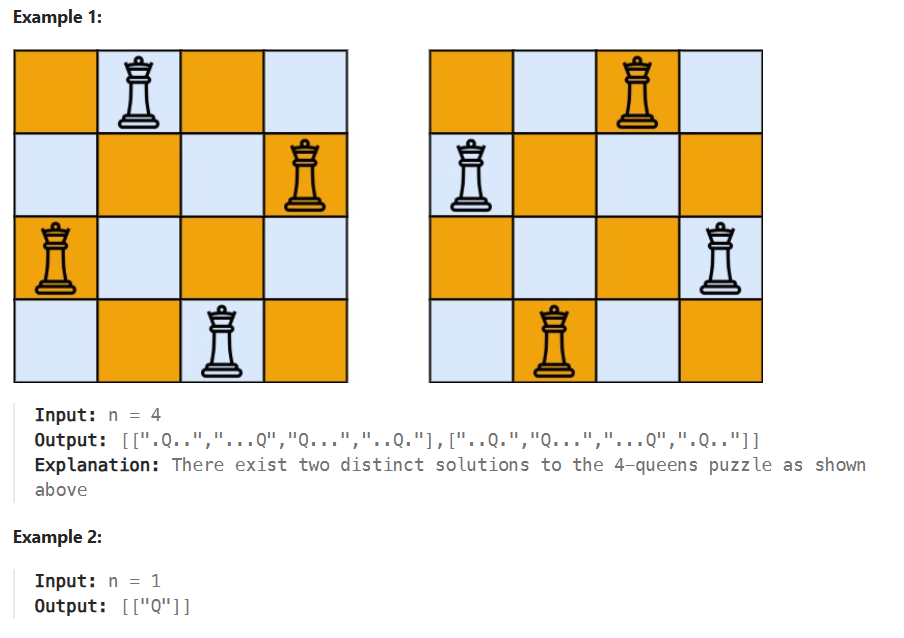 Example 1:
Input: n = 4
Output: [[".Q..","...Q","Q...","..Q."],["..Q.","Q...","...Q",".Q.."]]
Explanation: There exist two distinct solutions to the 4-queens puzzle as shown
above
Example 2:
Input: n = 1
Output: [["Q"]]